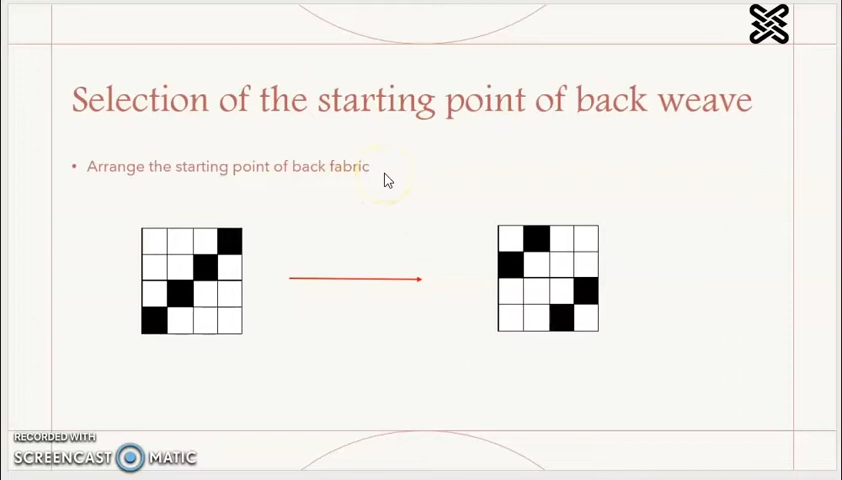 Selection of the starting point of back weave
• Arrange the starting point of back fabric
RECORDED WITH
SCREENCAST MATIC